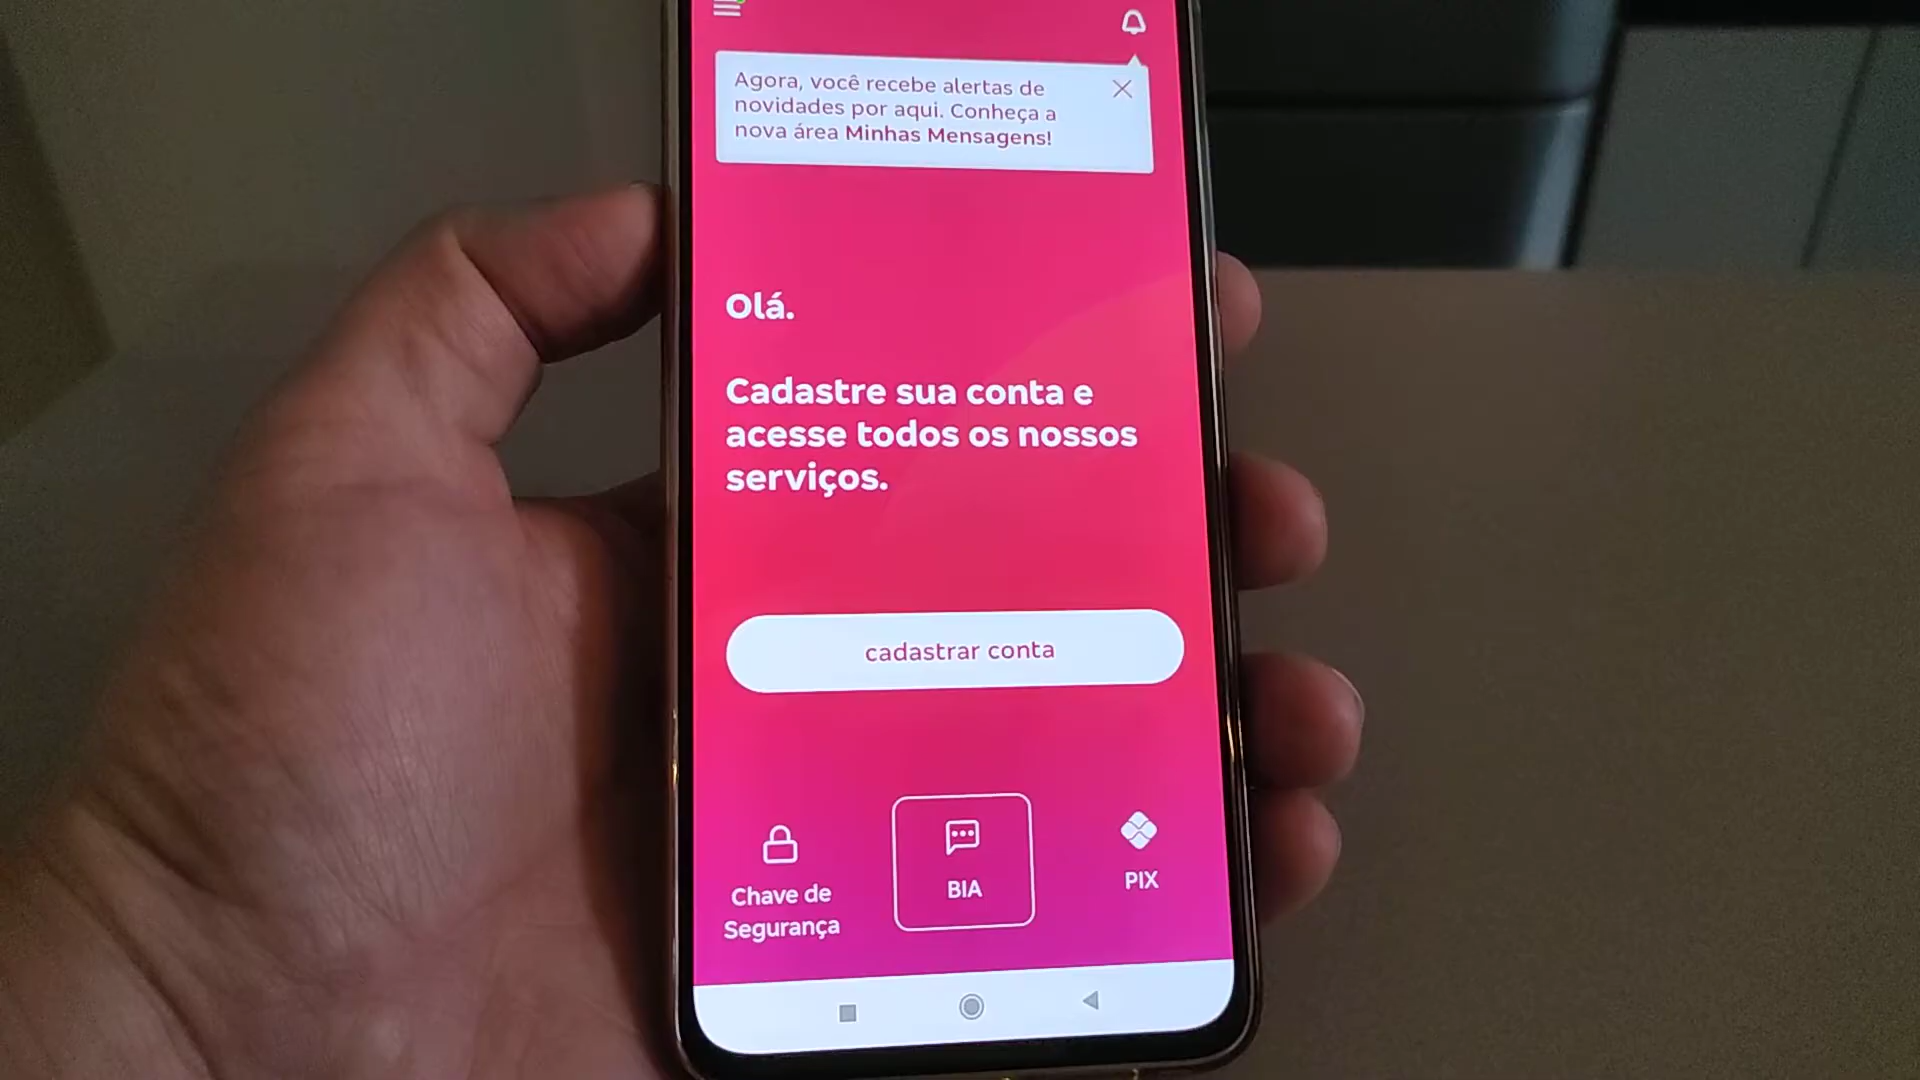 Agora, você recebe alertas de
novidades por aqui. Conheça a
nova área Minhas Mensagens!
Olá.
Cadastre sua conta e
acesse todos os nossos
serviços.
cadastrar conta
Chave de
Segurança
BIA
PIX